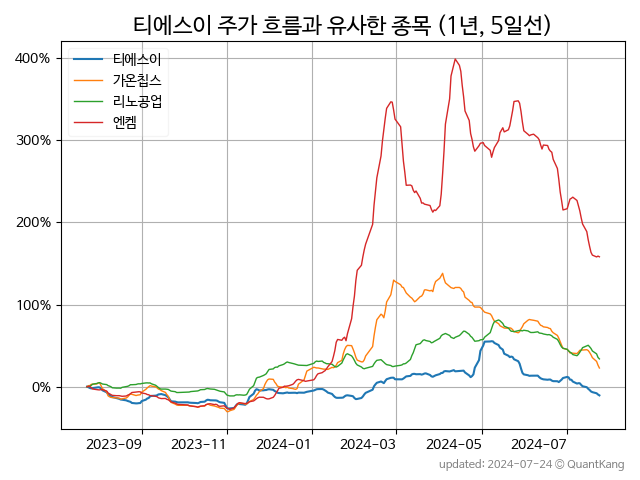 티에스이 주가 흐름과 유사한 종목 (1년, 5일선)
400%
300%
200%
100%
0%
티에스이
가온칩스
리노공업
엔켐
2023-09 2023-11 2024-01 2024-03 2024-05 2024-07
updated: 2024-07-24 © QuantKang